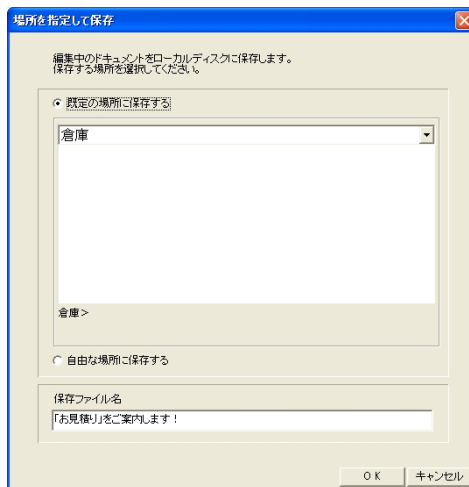 場所を指定して保存
編集中のドキュメントをローカルディスクに保存します。
保存する場所を選択してください。
既定の場所に保存する
倉庫
倉庫＞
自由な場所に保存する
保存ファイル名
「お見積り」をご案内します！
ＯＫ
キャンセル